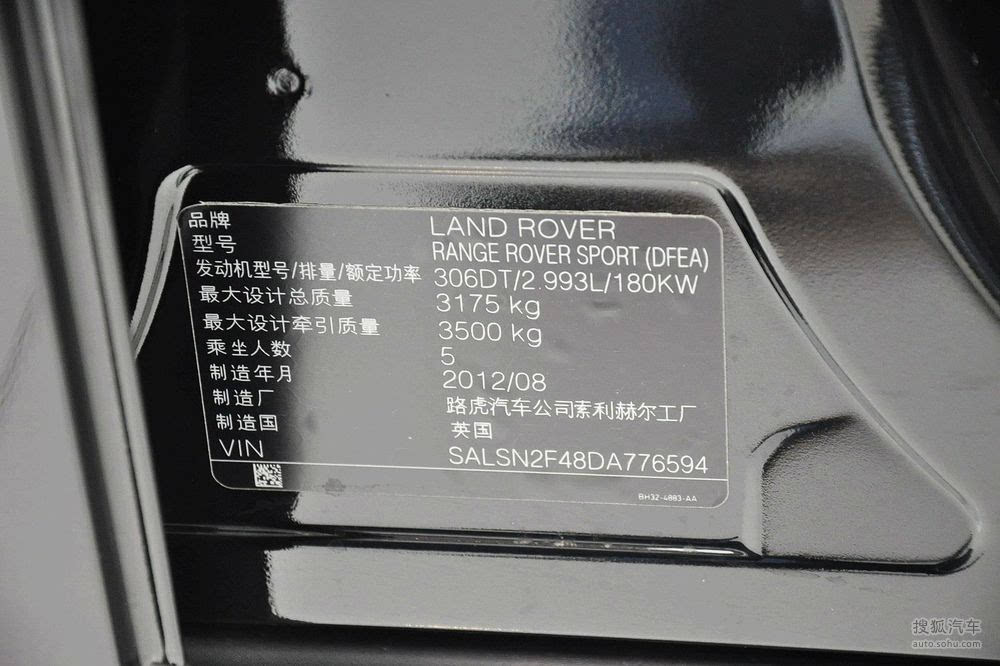 品牌 LAND ROVER
型号 RANGE ROVER SPORT (DFEA)
发动机型号/排量/额定功率 306DT/2.993L/180KW
最大设计总质量 3175 kg
最大设计牵引质量 3500 kg
乘坐人数 5
制造年月 2012/08
制造厂 路虎汽车公司索利赫尔工厂
制造国 英国
VIN SALSN2F48DA776594
BH32-4883-AA
搜狐汽车
auto.sohu.com